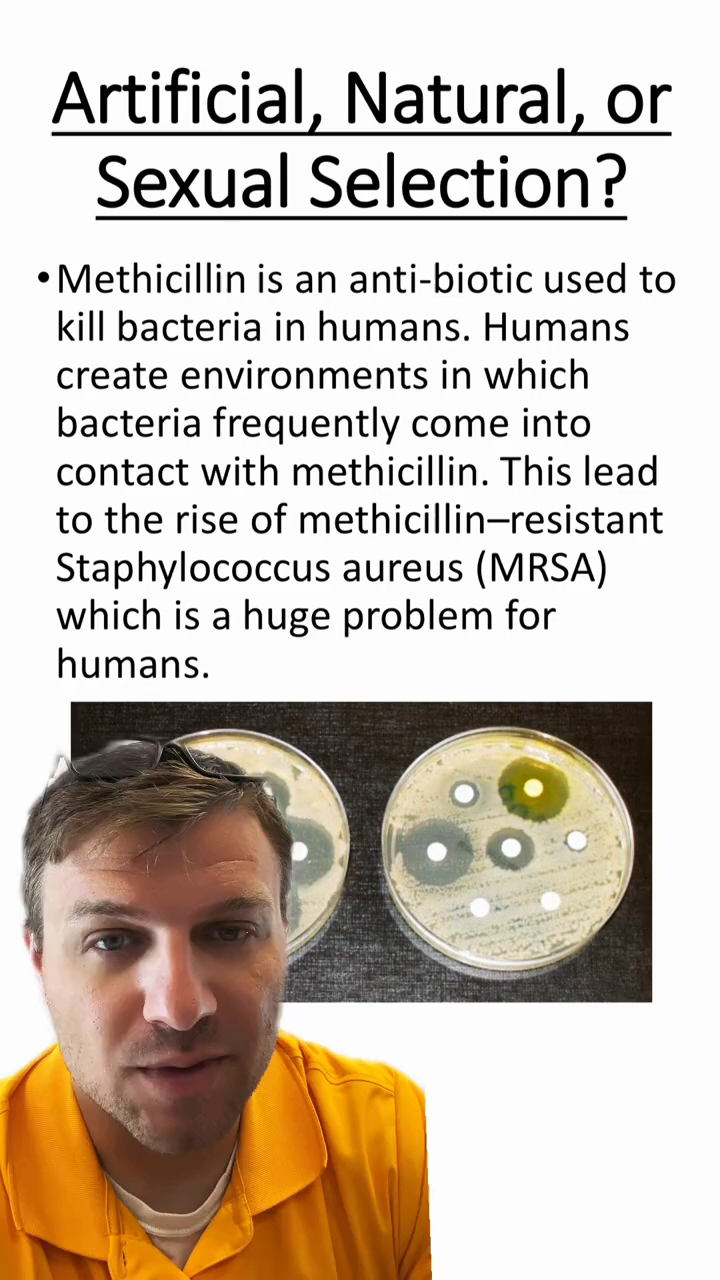 Artificial, Natural, or
Sexual Selection?
• Methicillin is an anti-biotic used to
kill bacteria in humans. Humans
create environments in which
bacteria frequently come into
contact with methicillin. This lead
to the rise of methicillin–resistant
Staphylococcus aureus (MRSA)
which is a huge problem for
humans.